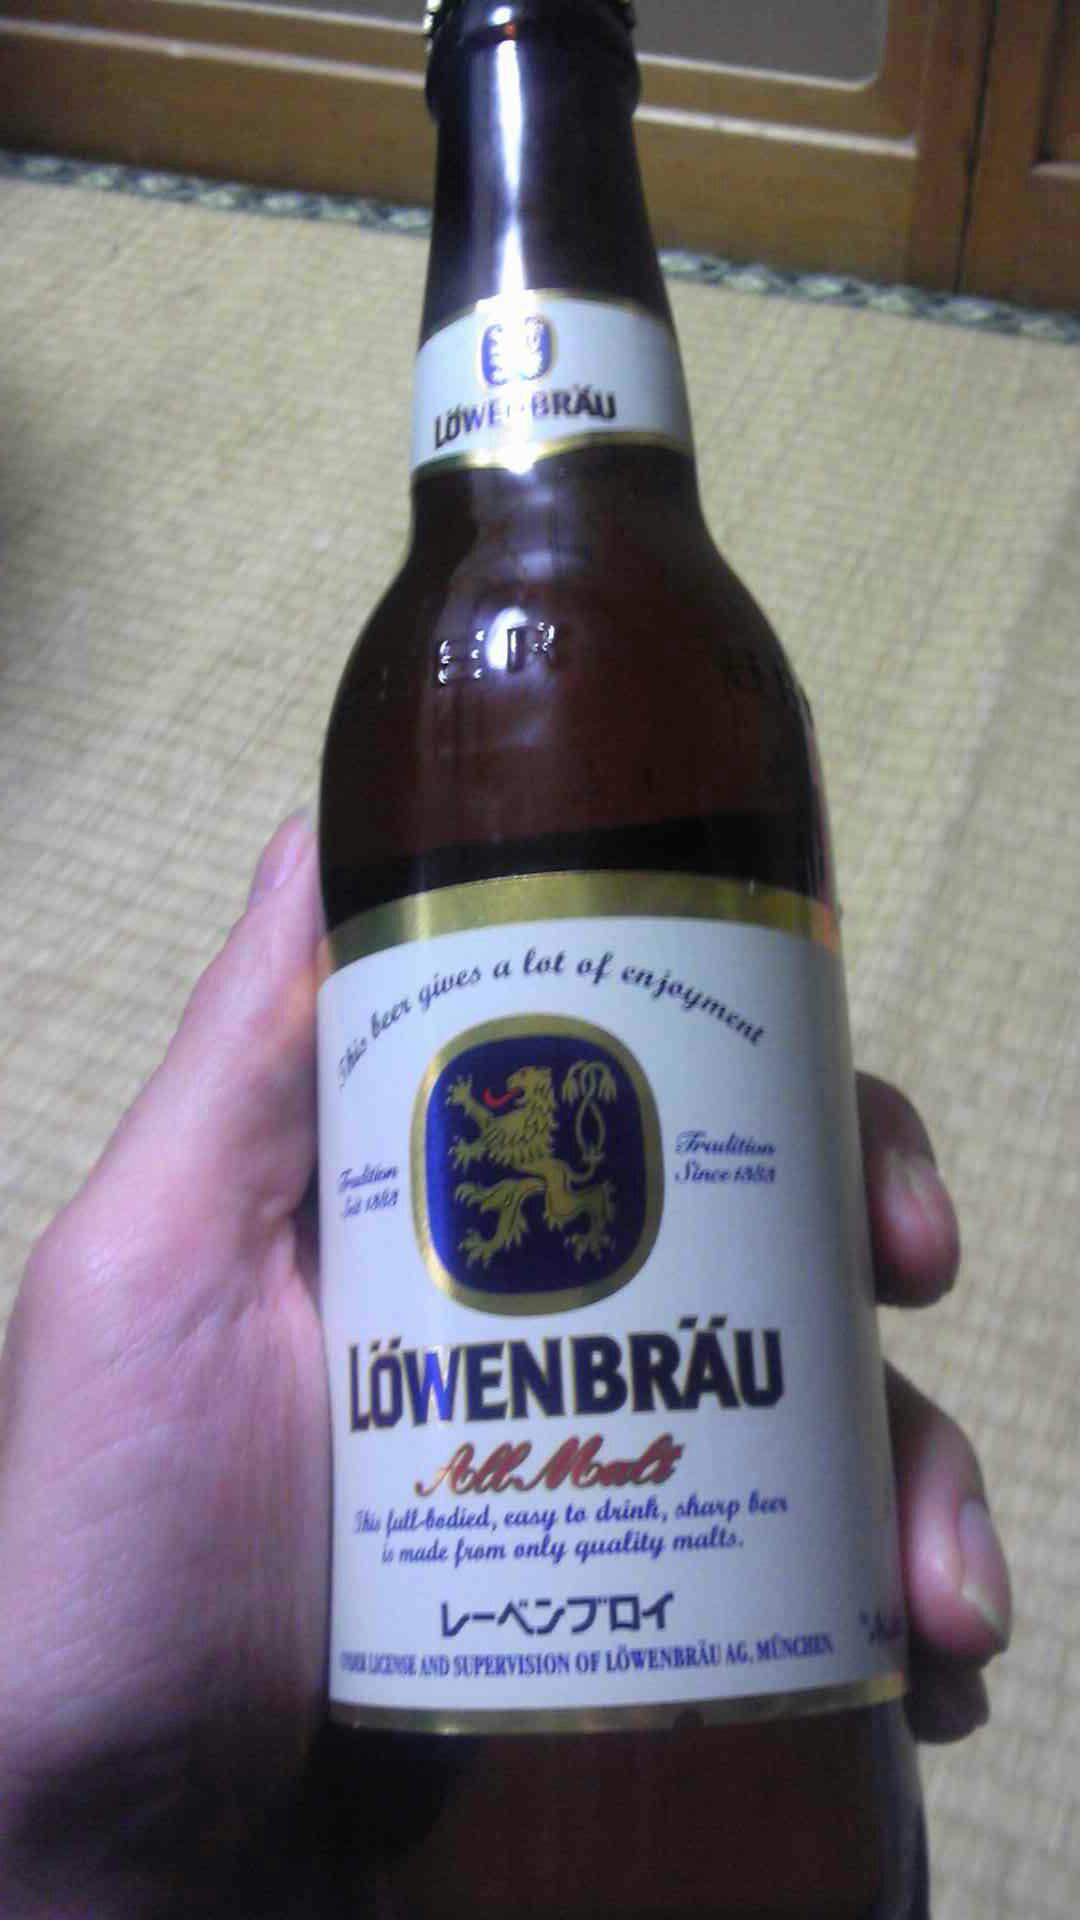 LÖWENBRÄU
ER
This beer gives a lot of enjoyment
Tradition
Seit 1383
Tradition
Since 1383
LÖWENBRÄU
All Malt
This full-bodied, easy to drink, sharp beer
is made from only quality malts.
レーベンブロイ
UNDER LICENSE AND SUPERVISION OF LÖWENBRÄU AG, MÜNCHEN